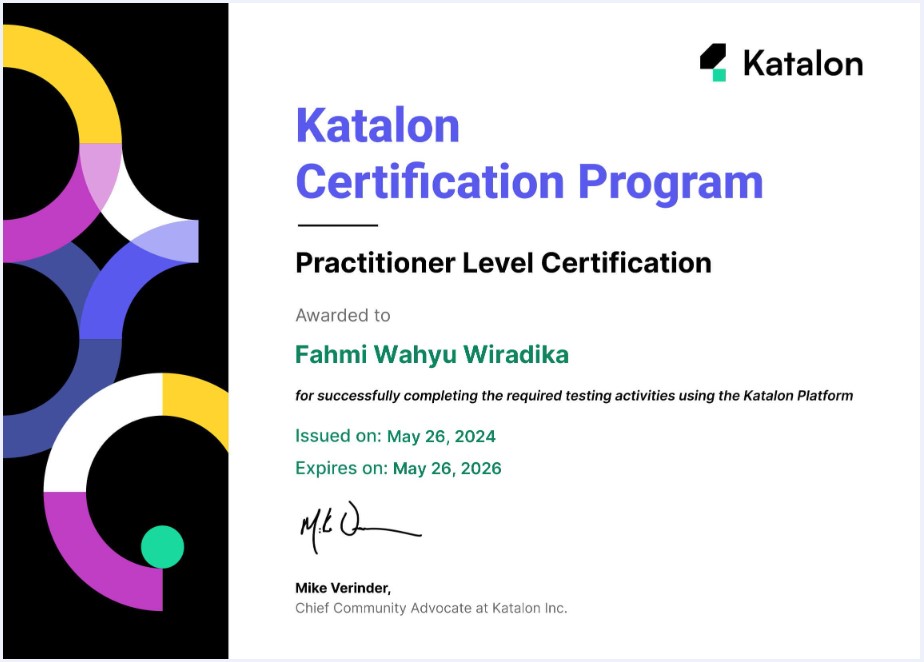 Katalon
Katalon
Certification Program
Practitioner Level Certification
Awarded to
Fahmi Wahyu Wiradika
for successfully completing the required testing activities using the Katalon Platform
Issued on: May 26, 2024
Expires on: May 26, 2026
Mike Verinder,
Chief Community Advocate at Katalon Inc.